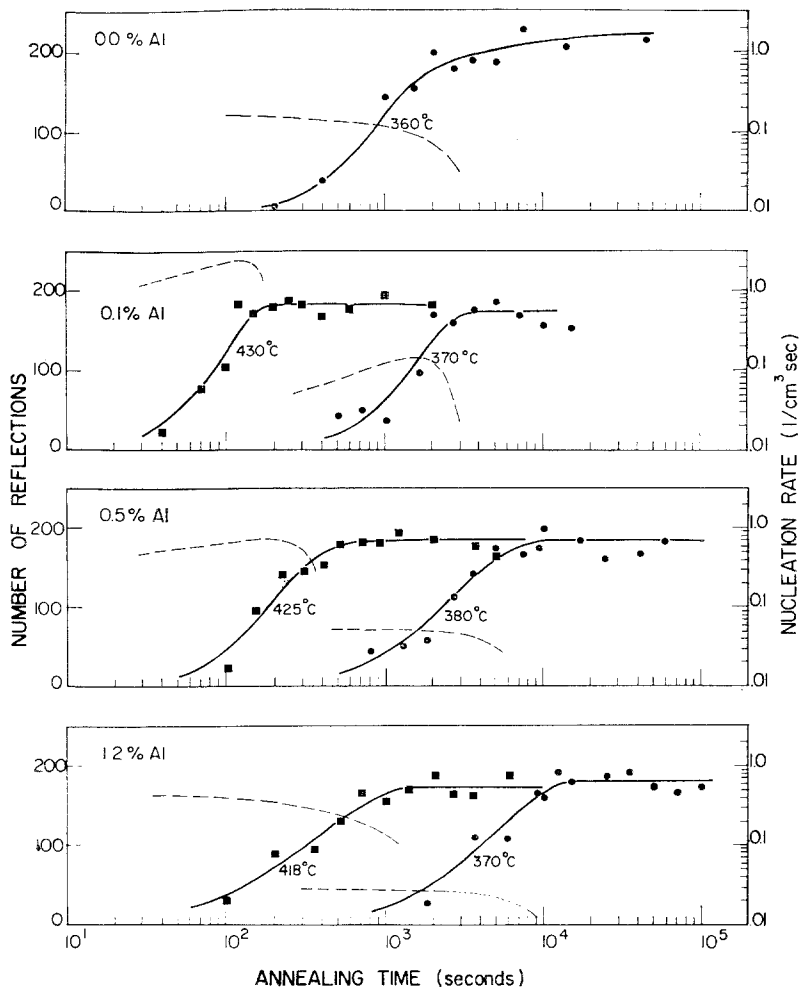 00 % Al
200
100
0
1.0
0.1
.01
360°C
0.1% Al
200
100
0
1.0
0.1
.01
430°C
370°C
0.5% Al
200
100
0
1.0
0.1
.01
425°C
380°C
1.2% Al
200
100
0
1.0
0.1
.01
418°C
370°C
10¹ 10² 10³ 10⁴ 10⁵
NUMBER OF REFLECTIONS
NUCLEATION RATE (1/cm³ sec)
ANNEALING TIME (seconds)